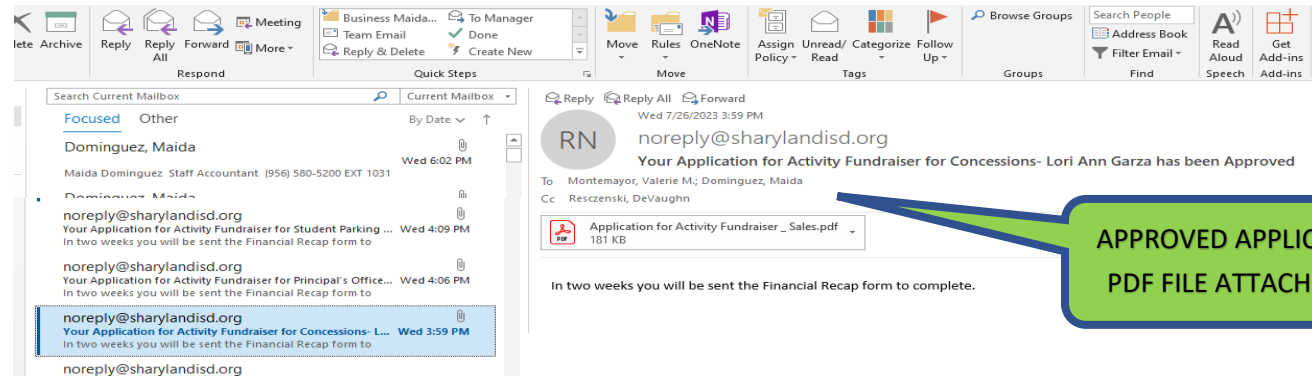 Meeting
Business Maida... To Manager
Team Email Done
Reply & Delete Create New
lete Archive Reply Reply All Forward More
Move Rules OneNote
Assign Policy Unread/ Read Categorize Follow Up
Browse Groups
Search People
Address Book
Filter Email
Read Aloud
Get Add-ins
Respond Quick Steps Move Tags Groups Find Speech Add-ins
Search Current Mailbox Current Mailbox
Focused Other By Date
Dominguez, Maida
Wed 6:02 PM
Maida Dominguez Staff Accountant (956) 580-5200 EXT 1031
Dominguez, Maida
noreply@sharylandisd.org
Your Application for Activity Fundraiser for Student Parking ... Wed 4:09 PM
In two weeks you will be sent the Financial Recap form to
noreply@sharylandisd.org
Your Application for Activity Fundraiser for Principal's Office... Wed 4:06 PM
In two weeks you will be sent the Financial Recap form to
noreply@sharylandisd.org
Your Application for Activity Fundraiser for Concessions- L... Wed 3:59 PM
In two weeks you will be sent the Financial Recap form to
noreply@sharylandisd.org
Reply Reply All Forward
Wed 7/26/2023 3:59 PM
RN
noreply@sharylandisd.org
Your Application for Activity Fundraiser for Concessions- Lori Ann Garza has been Approved
To Montemayor, Valerie M.; Dominguez, Maida
Cc Resczenski, DeVaughn
PDF
Application for Activity Fundraiser _ Sales.pdf
181 KB
In two weeks you will be sent the Financial Recap form to complete.
APPROVED APPLIC
PDF FILE ATTACH